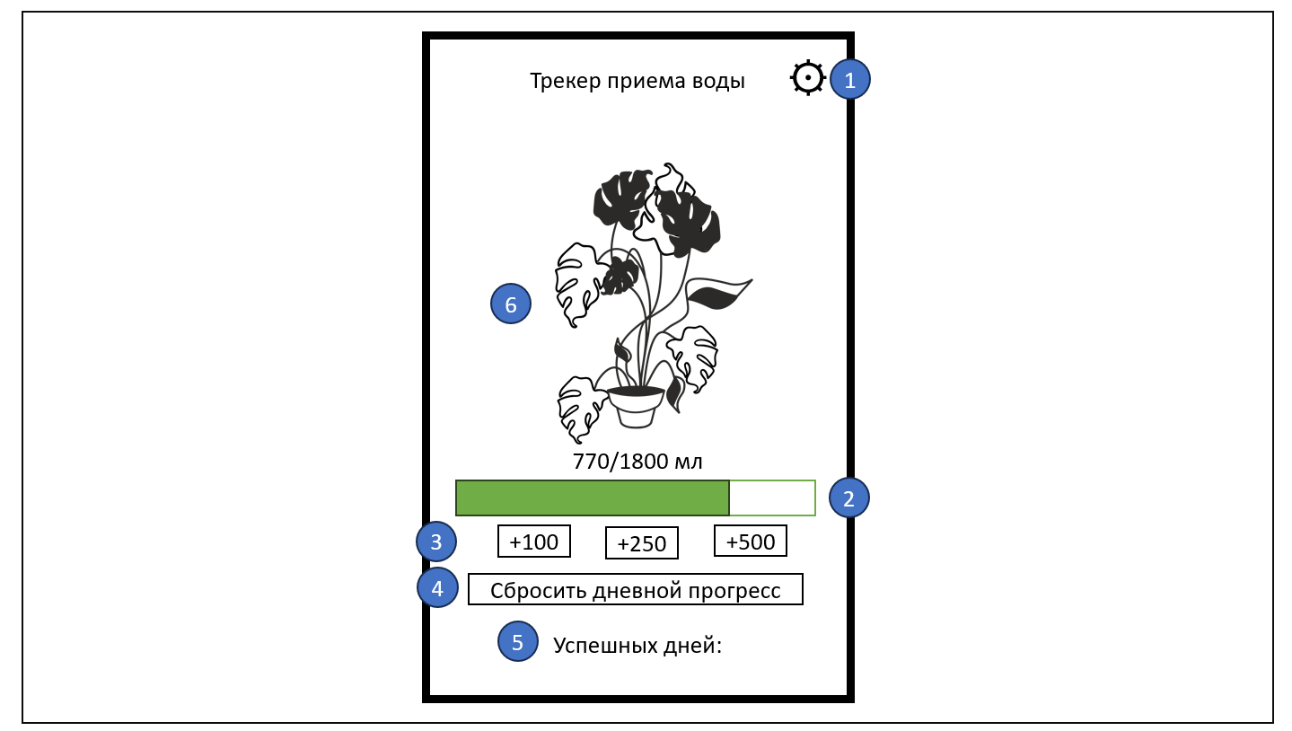 Трекер приема воды
1
6
770/1800 мл
2
3
+100 +250 +500
4
Сбросить дневной прогресс
5
Успешных дней: